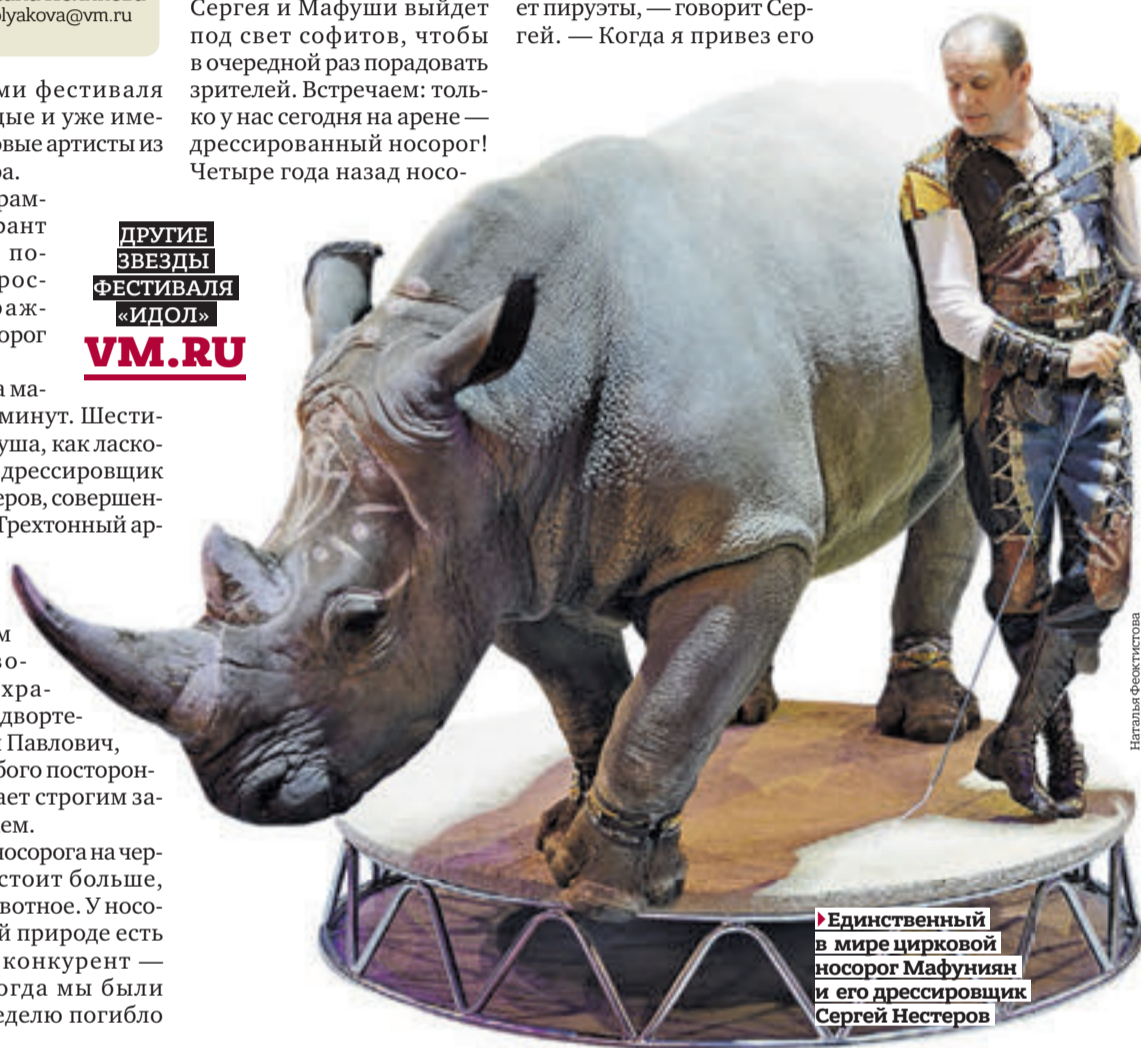 olyakova@vm.ru
ми фестиваля
дые и уже име-
овые артисты из
ра.
рам-
рант
по-
рос-
раж-
орог
а ма-
минут. Шести-
уша, как ласко-
дрессировщик
еров, совершен-
Трехтонный ар-
м
во-
хра-
дворте-
й Павлович,
бого посторон-
ает строгим за-
ем.
носорога на чер-
стоит больше,
вотное. У носо-
й природе есть
конкурент —
огда мы были
еделю погибло
ДРУГИЕ
ЗВЕЗДЫ
ФЕСТИВАЛЯ
«ИДОЛ»
VM.RU
Сергея и Мафуши выйдет
под свет софитов, чтобы
в очередной раз порадовать
зрителей. Встречаем: толь-
ко у нас сегодня на арене —
дрессированный носорог!
Четыре года назад носо-
ет пируэты, — говорит Сер-
гей. — Когда я привез его
Наталья Феоктистова
Единственный
в мире цирковой
носорог Мафуниян
и его дрессировщик
Сергей Нестеров